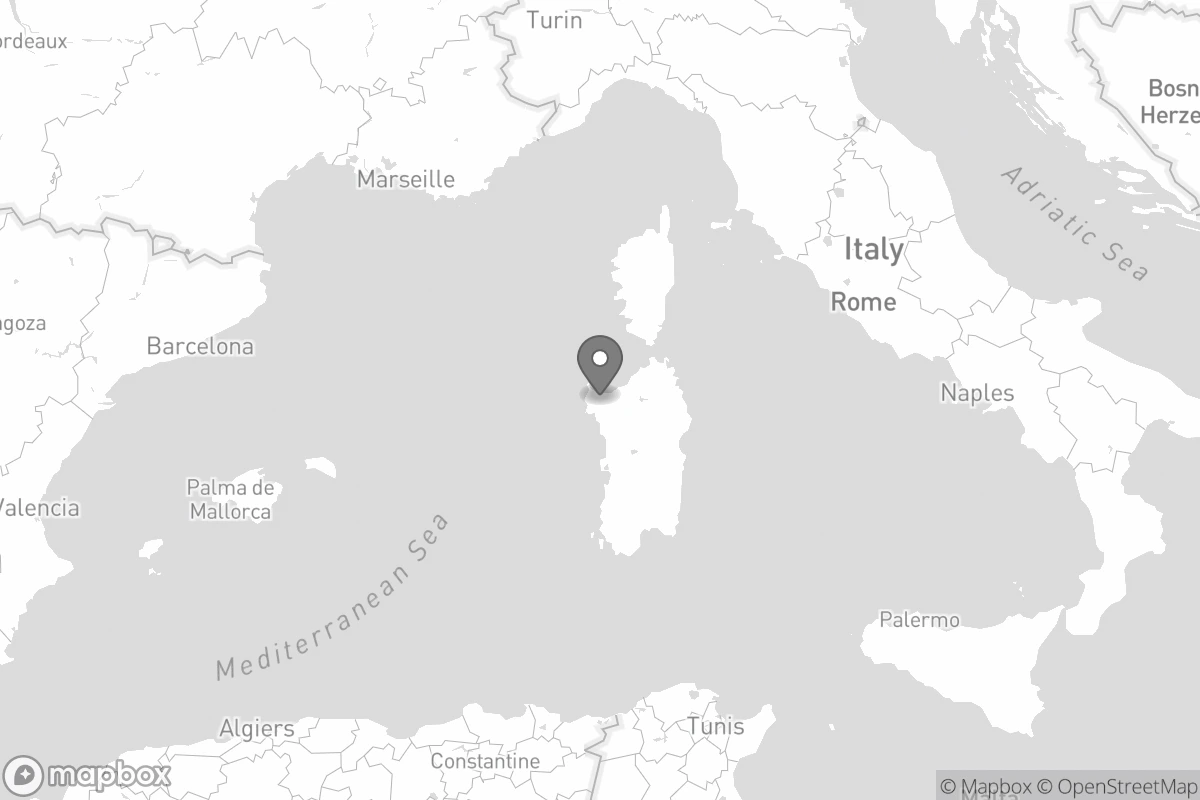 Turin
ordeaux
Bosn
Herze
Marseille
Adriatic Sea
Italy
Rome
agoza
Barcelona
Naples
Palma de
Mallorca
Valencia
Mediterranean Sea
Palermo
Algiers
Tunis
Constantine
mapbox
© Mapbox © OpenStreetMap
Malta